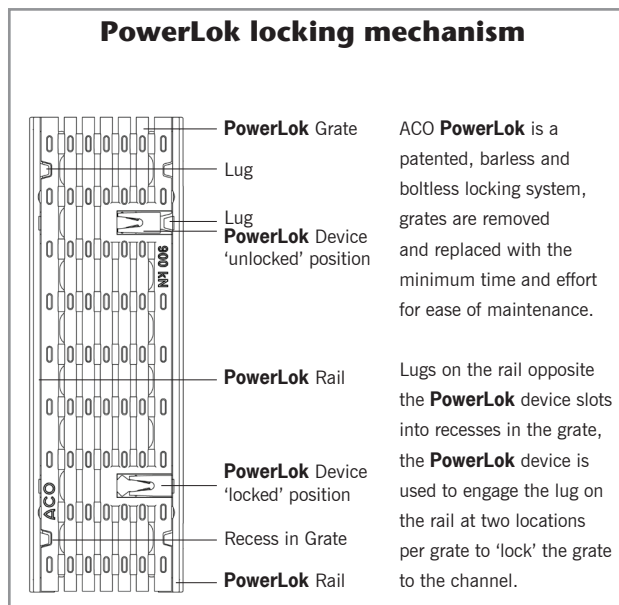 PowerLok locking mechanism
PowerLok Grate
Lug
Lug
PowerLok Device
‘unlocked’ position
900 kN
PowerLok Rail
PowerLok Device
‘locked’ position
ACO
Recess in Grate
PowerLok Rail
ACO PowerLok is a
patented, barless and
boltless locking system,
grates are removed
and replaced with the
minimum time and effort
for ease of maintenance.
Lugs on the rail opposite
the PowerLok device slots
into recesses in the grate,
the PowerLok device is
used to engage the lug on
the rail at two locations
per grate to ‘lock’ the grate
to the channel.